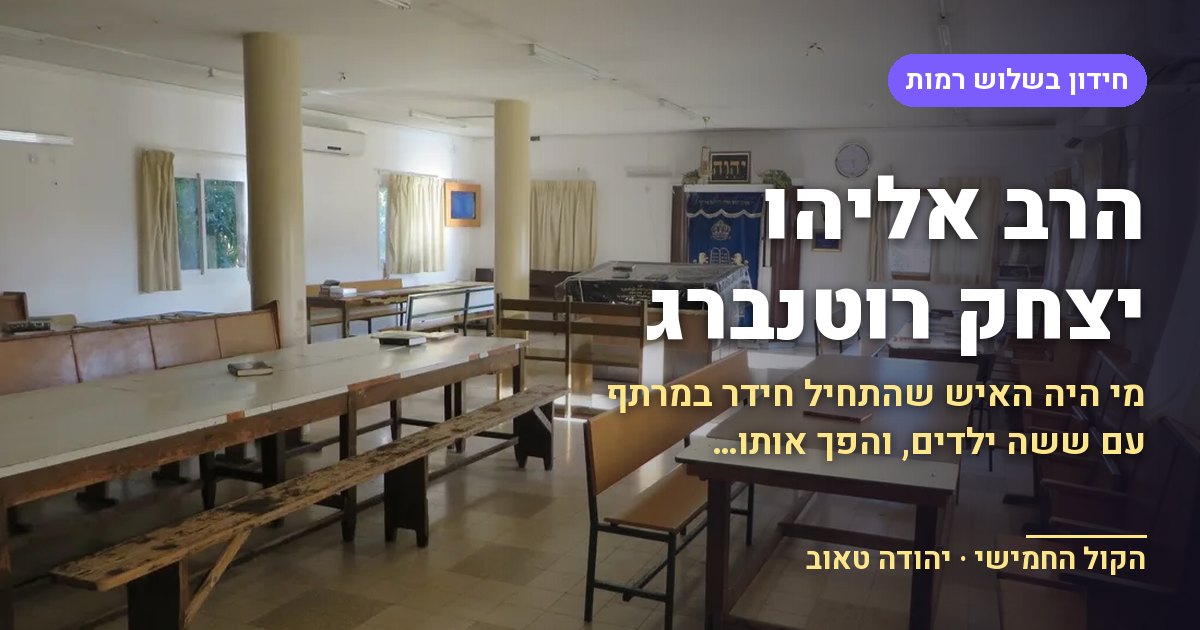 חידון בשלוש רמות
יהוה
הרב אליהו
יצחק רוטנברג
מי היה האיש שהתחיל חידר במרתף
עם ששה ילדים, והפך אותו...
הקול החמישי · יהודה טאוב